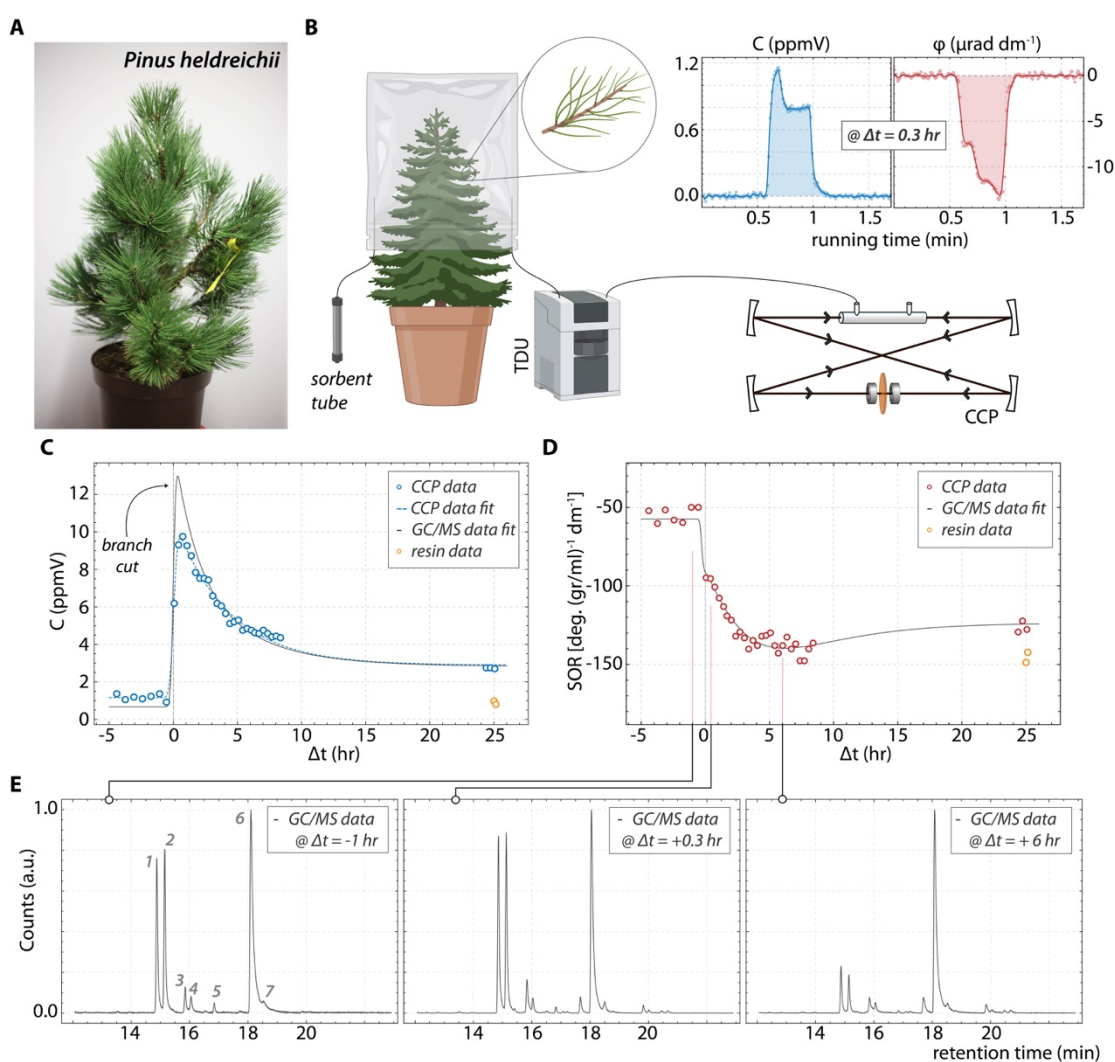 A
Pinus heldreichii
B
sorbent
tube
TDU
CCP
C (ppmV)
φ (μrad dm⁻¹)
1.2
0.6
0.0
0
-5
-10
@ Δt = 0.3 hr
0.5 1 0.5 1
running time (min)
C
C (ppmV)
12
10
8
6
4
2
0
-5 0 5 10 15 20 25
Δt (hr)
branch
cut
CCP data
CCP data fit
GC/MS data fit
resin data
D
SOR [deg. (gr/ml)⁻¹ dm⁻¹]
-50
-100
-150
-5 0 5 10 15 20 25
Δt (hr)
CCP data
GC/MS data fit
resin data
E
Counts (a.u.)
1.0
0.0
1 2 3 4 5 6 7
GC/MS data
@ Δt = -1 hr
GC/MS data
@ Δt = +0.3 hr
GC/MS data
@ Δt = + 6 hr
14 16 18 20 14 16 18 20 14 16 18 20
retention time (min)